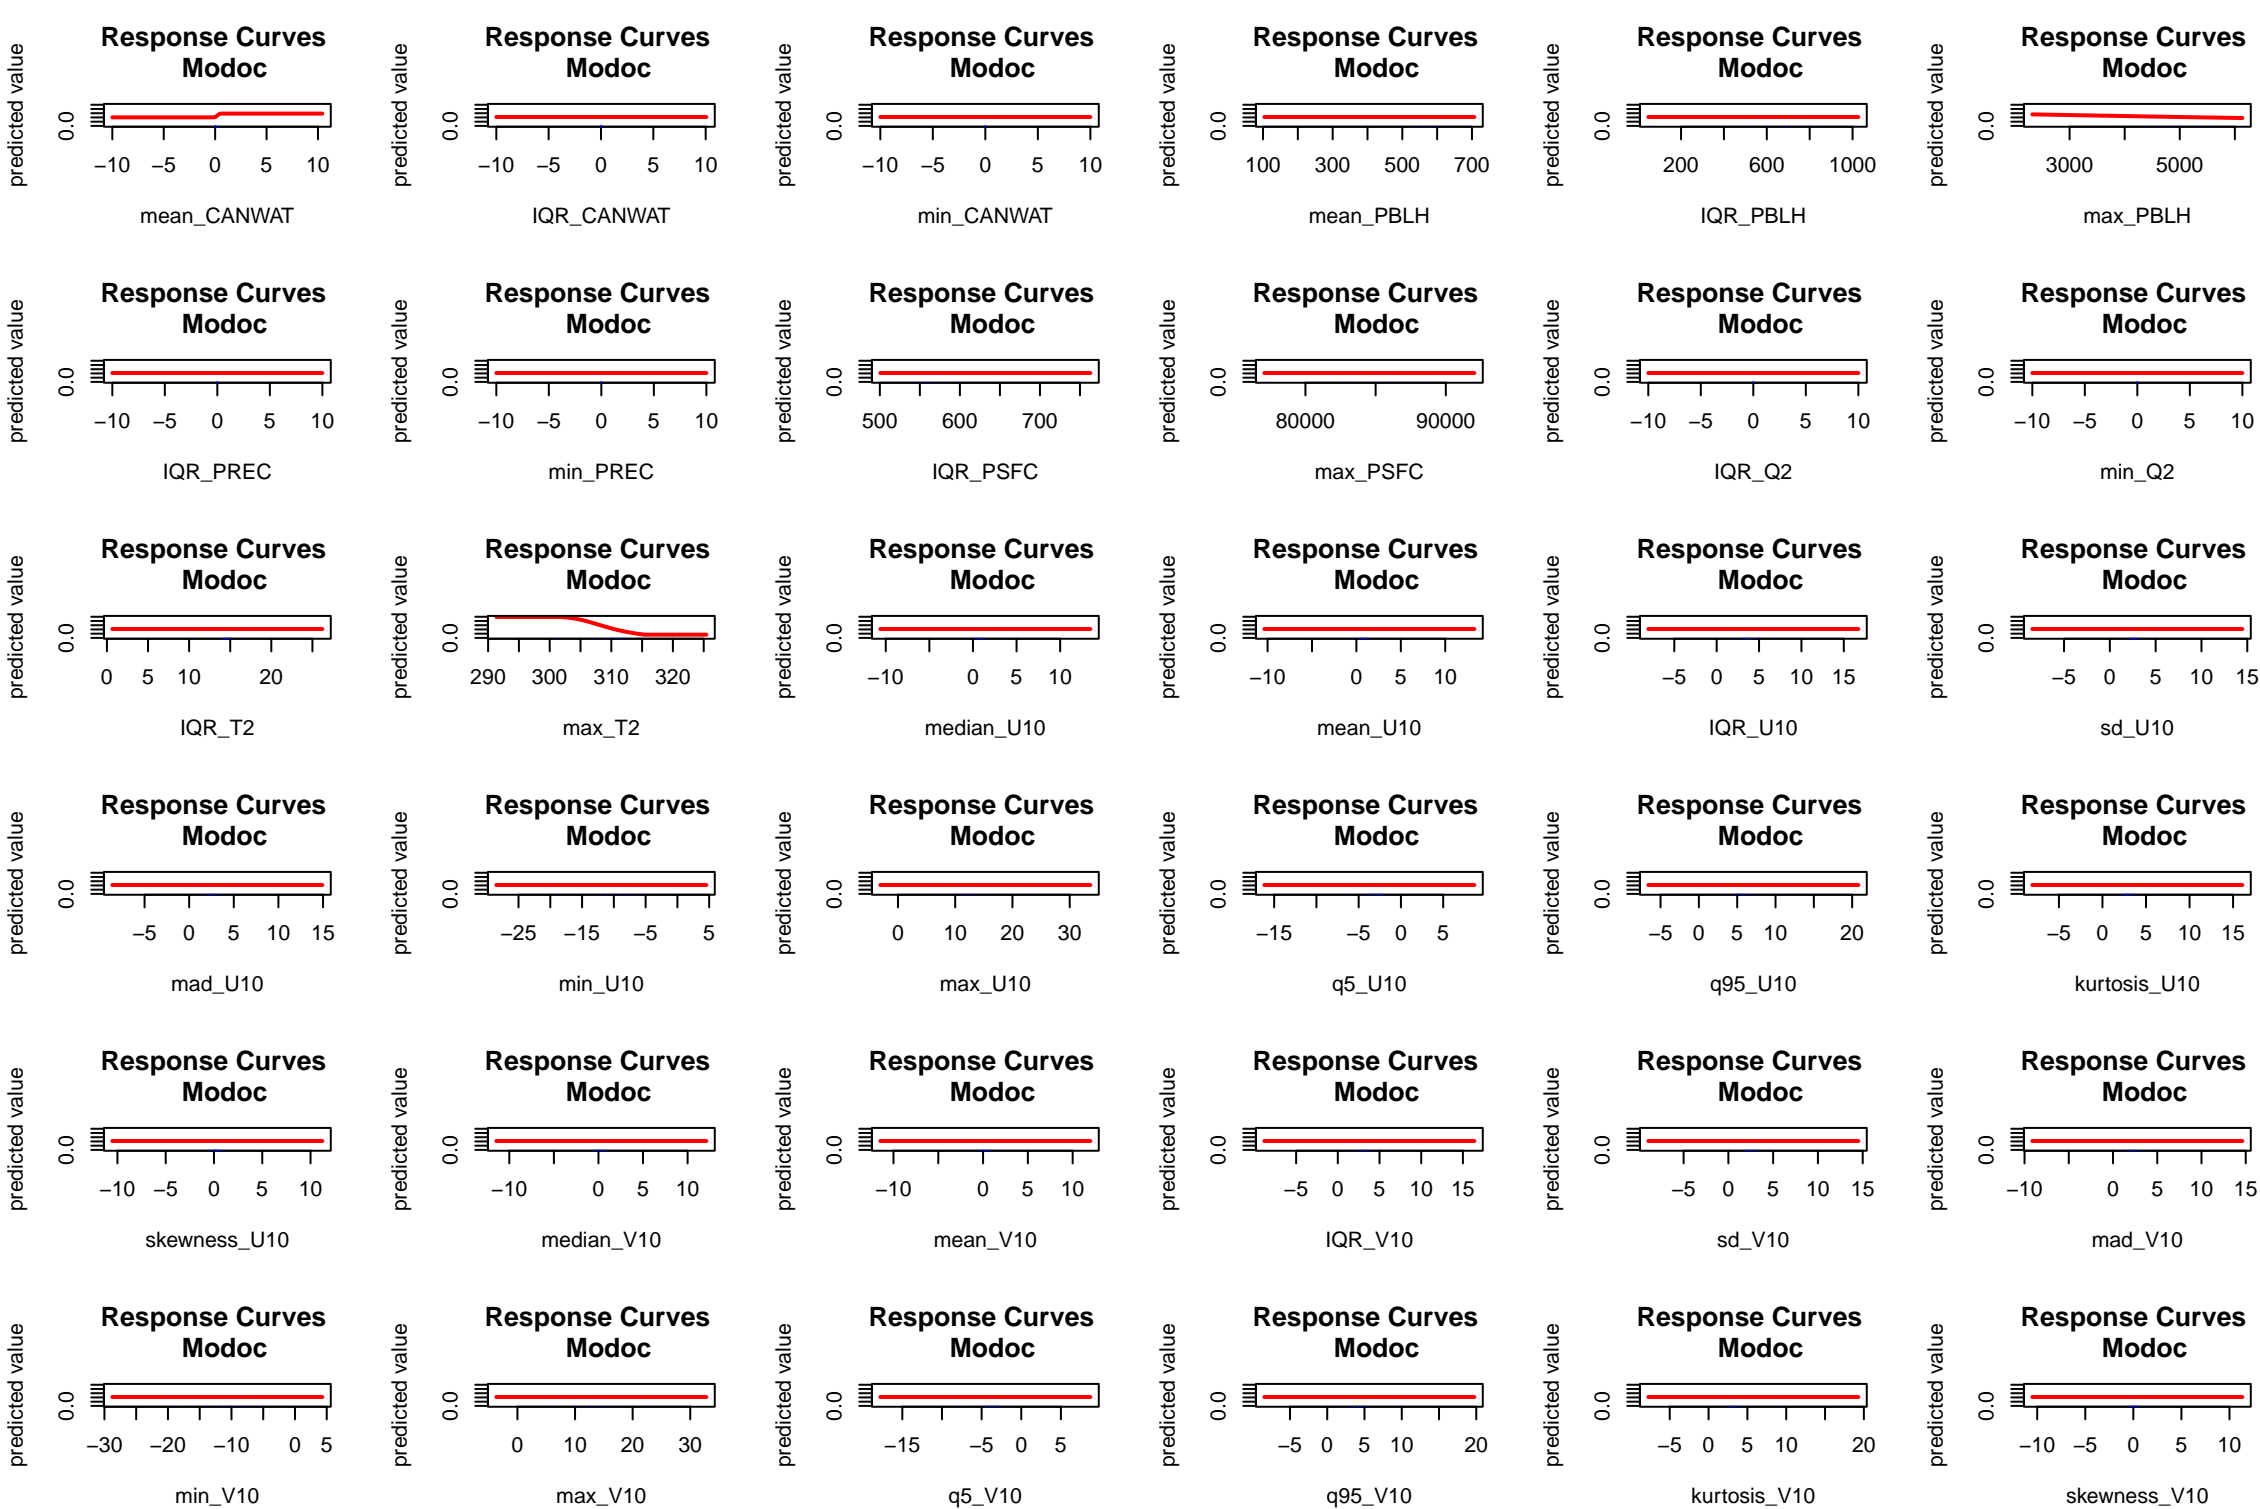 Response Curves
Modoc
predicted value
0.0
−10 −5 0 5 10
mean_CANWAT
Response Curves
Modoc
predicted value
0.0
−10 −5 0 5 10
IQR_CANWAT
Response Curves
Modoc
predicted value
0.0
−10 −5 0 5 10
min_CANWAT
Response Curves
Modoc
predicted value
0.0
100 300 500 700
mean_PBLH
Response Curves
Modoc
predicted value
0.0
200 600 1000
IQR_PBLH
Response Curves
Modoc
predicted value
0.0
3000 5000
max_PBLH
Response Curves
Modoc
predicted value
0.0
−10 −5 0 5 10
IQR_PREC
Response Curves
Modoc
predicted value
0.0
−10 −5 0 5 10
min_PREC
Response Curves
Modoc
predicted value
0.0
500 600 700
IQR_PSFC
Response Curves
Modoc
predicted value
0.0
80000 90000
max_PSFC
Response Curves
Modoc
predicted value
0.0
−10 −5 0 5 10
IQR_Q2
Response Curves
Modoc
predicted value
0.0
−10 −5 0 5 10
min_Q2
Response Curves
Modoc
predicted value
0.0
0 5 10 20
IQR_T2
Response Curves
Modoc
predicted value
0.0
290 300 310 320
max_T2
Response Curves
Modoc
predicted value
0.0
−10 0 5 10
median_U10
Response Curves
Modoc
predicted value
0.0
−10 0 5 10
mean_U10
Response Curves
Modoc
predicted value
0.0
−5 0 5 10 15
IQR_U10
Response Curves
Modoc
predicted value
0.0
−5 0 5 10 15
sd_U10
Response Curves
Modoc
predicted value
0.0
−5 0 5 10 15
mad_U10
Response Curves
Modoc
predicted value
0.0
−25 −15 −5 5
min_U10
Response Curves
Modoc
predicted value
0.0
0 10 20 30
max_U10
Response Curves
Modoc
predicted value
0.0
−15 −5 0 5
q5_U10
Response Curves
Modoc
predicted value
0.0
−5 0 5 10 20
q95_U10
Response Curves
Modoc
predicted value
0.0
−5 0 5 10 15
kurtosis_U10
Response Curves
Modoc
predicted value
0.0
−10 −5 0 5 10
skewness_U10
Response Curves
Modoc
predicted value
0.0
−10 0 5 10
median_V10
Response Curves
Modoc
predicted value
0.0
−10 0 5 10
mean_V10
Response Curves
Modoc
predicted value
0.0
−5 0 5 10 15
IQR_V10
Response Curves
Modoc
predicted value
0.0
−5 0 5 10 15
sd_V10
Response Curves
Modoc
predicted value
0.0
−10 0 5 10 15
mad_V10
Response Curves
Modoc
predicted value
0.0
−30 −20 −10 0 5
min_V10
Response Curves
Modoc
predicted value
0.0
0 10 20 30
max_V10
Response Curves
Modoc
predicted value
0.0
−15 −5 0 5
q5_V10
Response Curves
Modoc
predicted value
0.0
−5 0 5 10 20
q95_V10
Response Curves
Modoc
predicted value
0.0
−5 0 5 10 20
kurtosis_V10
Response Curves
Modoc
predicted value
0.0
−10 −5 0 5 10
skewness_V10